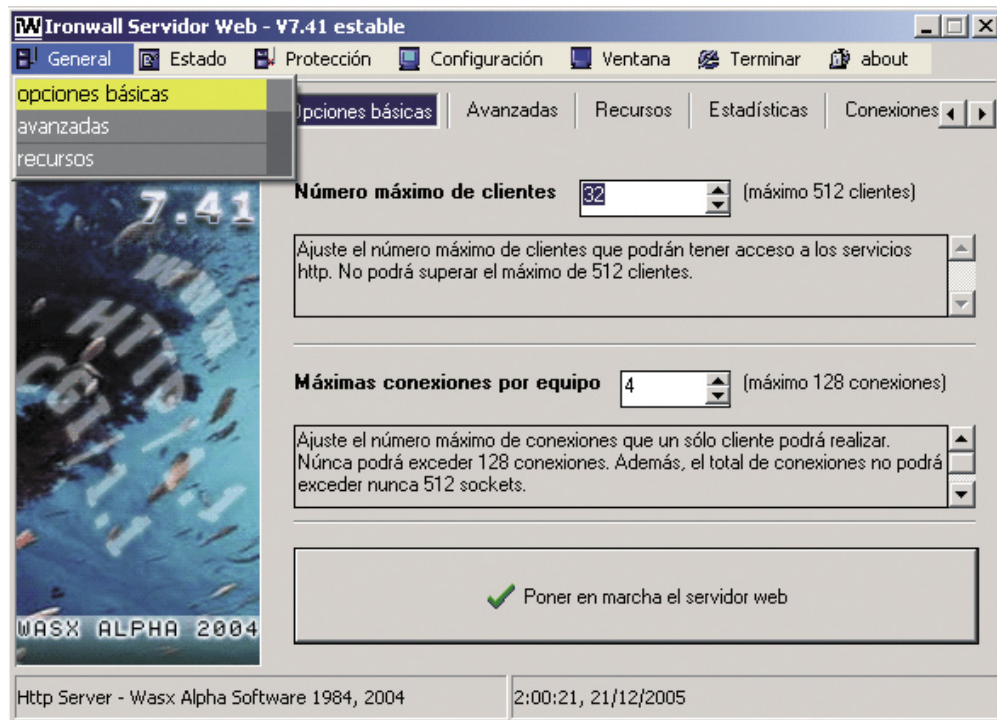 Ironwall Servidor Web - V7.41 estable
General Estado Protección Configuración Ventana Terminar about
opciones básicas
avanzadas
recursos
Opciones básicas Avanzadas Recursos Estadísticas Conexiones
7.41
WWW
HTTP
1.1
CGI
1.1
Número máximo de clientes 32 (máximo 512 clientes)
Ajuste el número máximo de clientes que podrán tener acceso a los servicios
http. No podrá superar el máximo de 512 clientes.
Máximas conexiones por equipo 4 (máximo 128 conexiones)
Ajuste el número máximo de conexiones que un sólo cliente podrá realizar.
Núnca podrá exceder 128 conexiones. Además, el total de conexiones no podrá
exceder nunca 512 sockets.
Poner en marcha el servidor web
WASX ALPHA 2004
Http Server - Wasx Alpha Software 1984, 2004
2:00:21, 21/12/2005